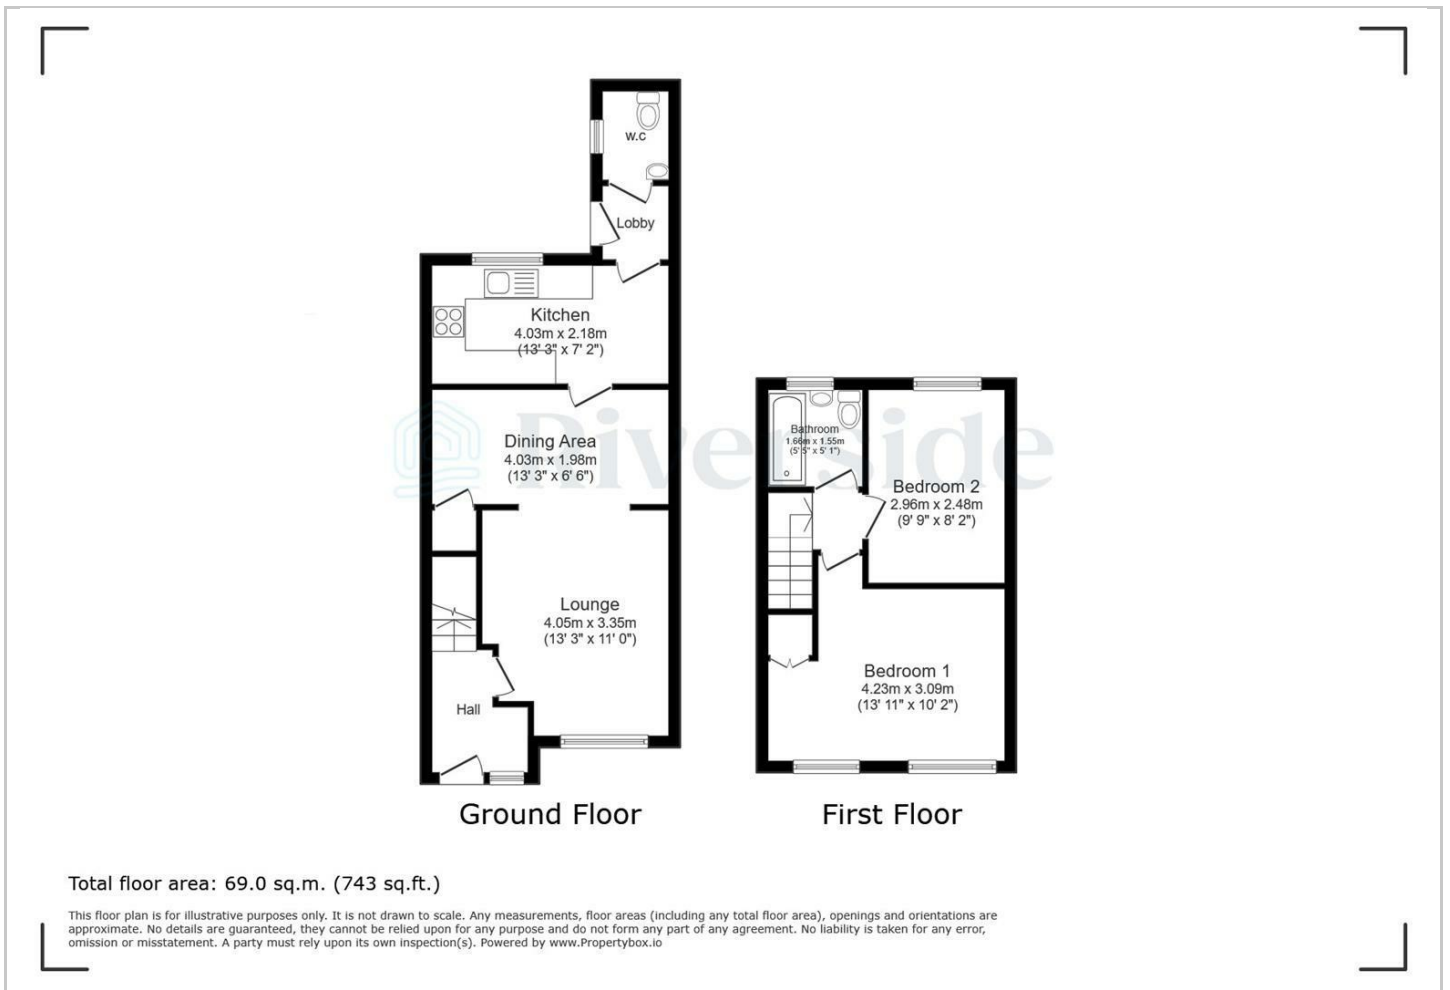 W.C
Lobby
Kitchen
4.03m x 2.18m
(13' 3" x 7' 2")
Dining Area
4.03m x 1.98m
(13' 3" x 6' 6")
Lounge
4.05m x 3.35m
(13' 3" x 11' 0")
Hall
Ground Floor
Riverside
Bathroom
1.66m x 1.55m
(5' 5" x 5' 1")
Bedroom 2
2.96m x 2.48m
(9' 9" x 8' 2")
Bedroom 1
4.23m x 3.09m
(13' 11" x 10' 2")
First Floor
Total floor area: 69.0 sq.m. (743 sq.ft.)
This floor plan is for illustrative purposes only. It is not drawn to scale. Any measurements, floor areas (including any total floor area), openings and orientations are
approximate. No details are guaranteed, they cannot be relied upon for any purpose and do not form any part of any agreement. No liability is taken for any error,
omission or misstatement. A party must rely upon its own inspection(s). Powered by www.Propertybox.io